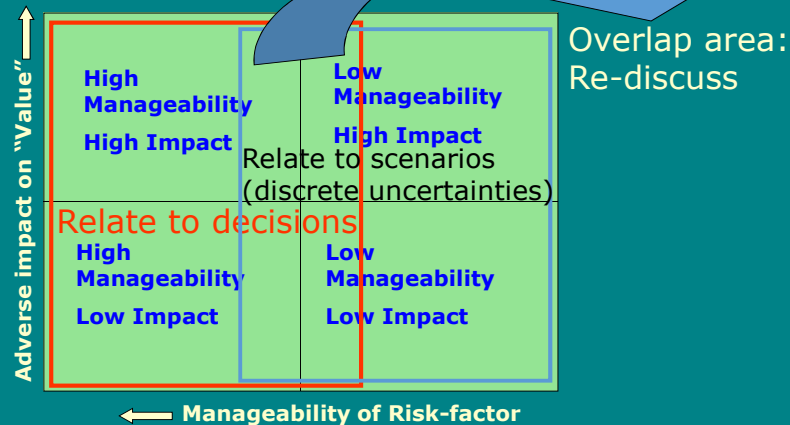 Overlap area:
Re-discuss
High
Manageability
High Impact
Low
Manageability
High Impact
Relate to scenarios
(discrete uncertainties)
Relate to decisions
High
Manageability
Low Impact
Low
Manageability
Low Impact
Adverse impact on “Value”
Manageability of Risk-factor